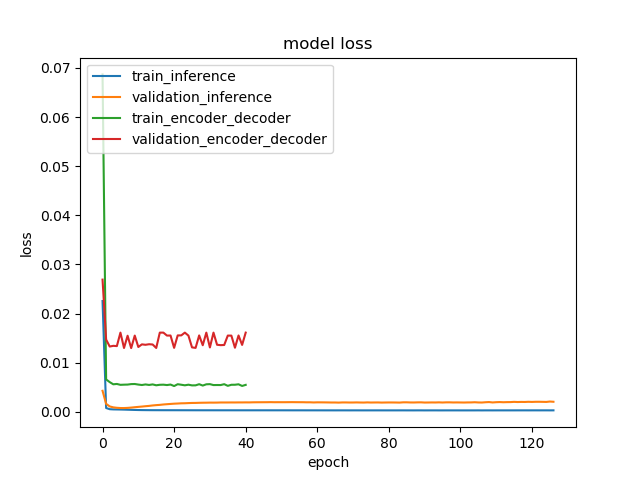 model loss
train_inference
validation_inference
train_encoder_decoder
validation_encoder_decoder
0.07
0.06
0.05
0.04
0.03
0.02
0.01
0.00
loss
0 20 40 60 80 100 120
epoch